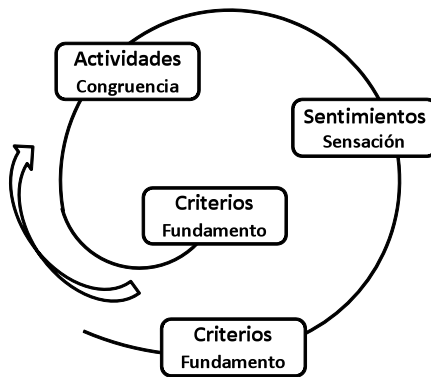 Actividades
Congruencia
Sentimientos
Sensación
Criterios
Fundamento
Criterios
Fundamento